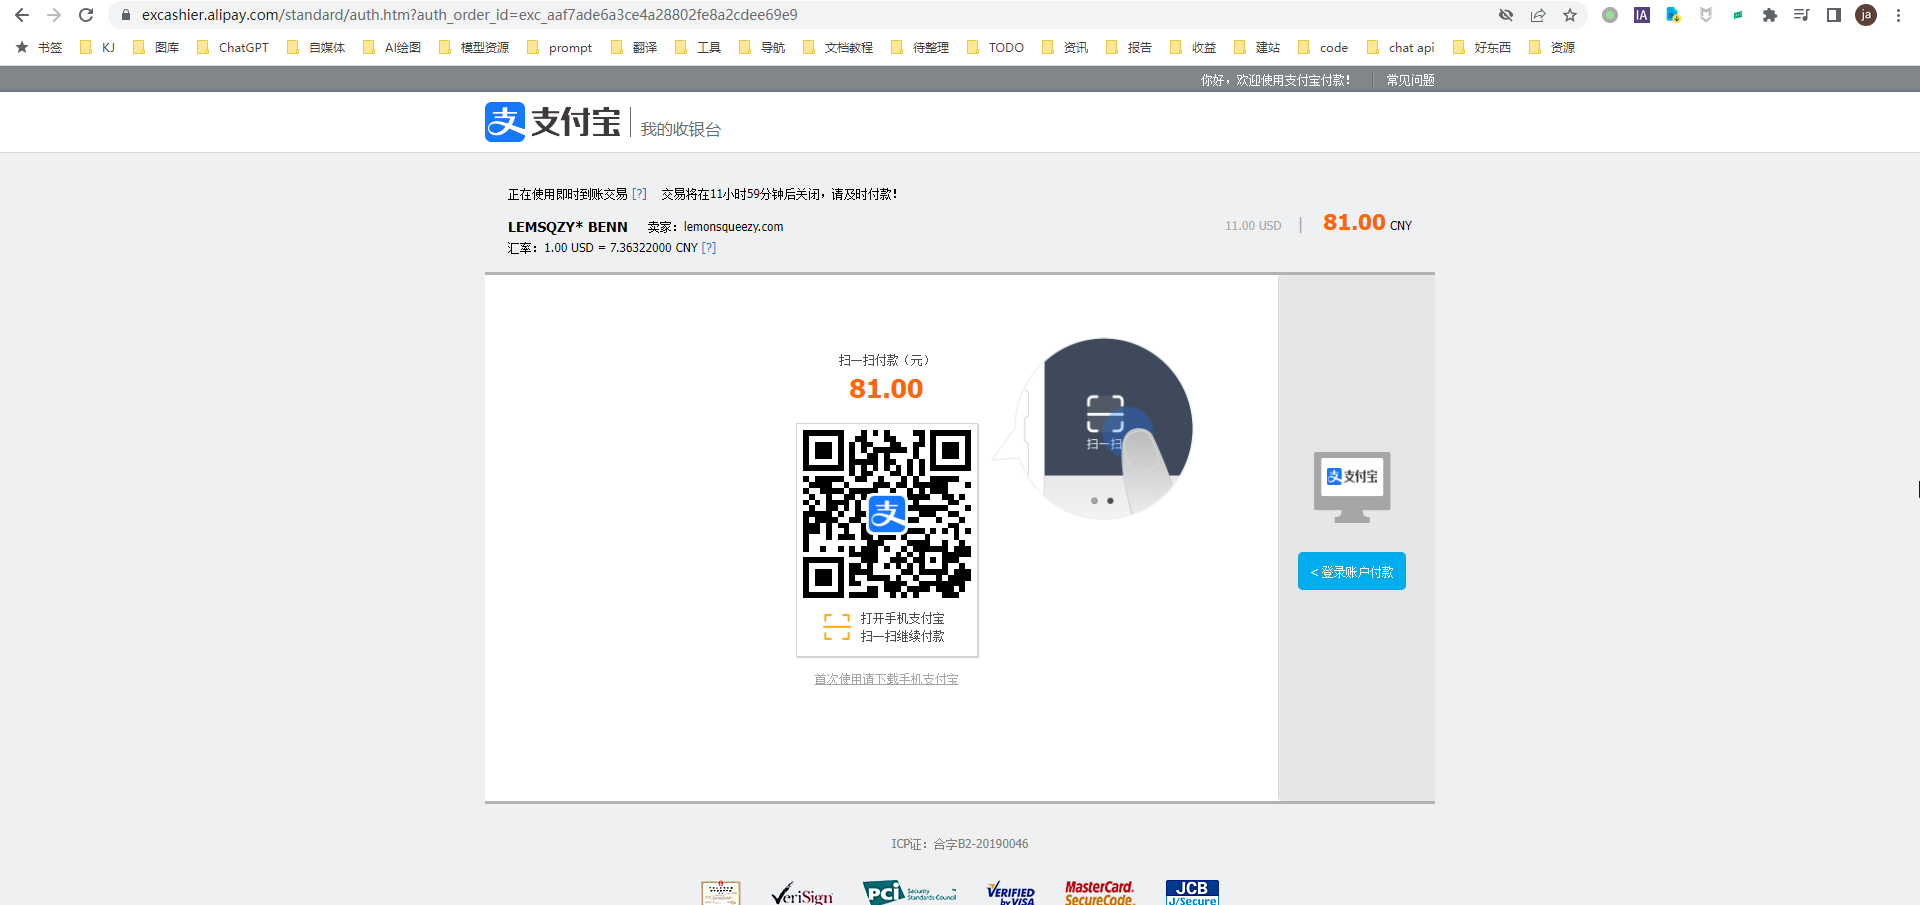 excashier.alipay.com/standard/auth.htm?auth_order_id=exc_aaf7ade6a3ce4a28802fe8a2cdee69e9
IA
ja
书签 KJ 图库 ChatGPT 自媒体 AI绘图 模型资源 prompt 翻译 工具 导航 文档教程 待整理 TODO 资讯 报告 收益 建站 code chat api 好东西 资源
你好，欢迎使用支付宝付款！ 常见问题
支 支付宝 我的收银台
正在使用即时到账交易 [?] 交易将在11小时59分钟后关闭，请及时付款！
LEMSQZY* BENN 卖家：lemonsqueezy.com 11.00 USD | 81.00 CNY
汇率：1.00 USD = 7.36322000 CNY [?]
扫一扫付款（元）
81.00
扫一扫
支
支 支付宝
< 登录账户付款
打开手机支付宝
扫一扫继续付款
首次使用请下载手机支付宝
ICP证：合字B2-20190046
VeriSign
PCI Security Standards Council
VERIFIED by VISA
MasterCard. SecureCode.
JCB J/Secure